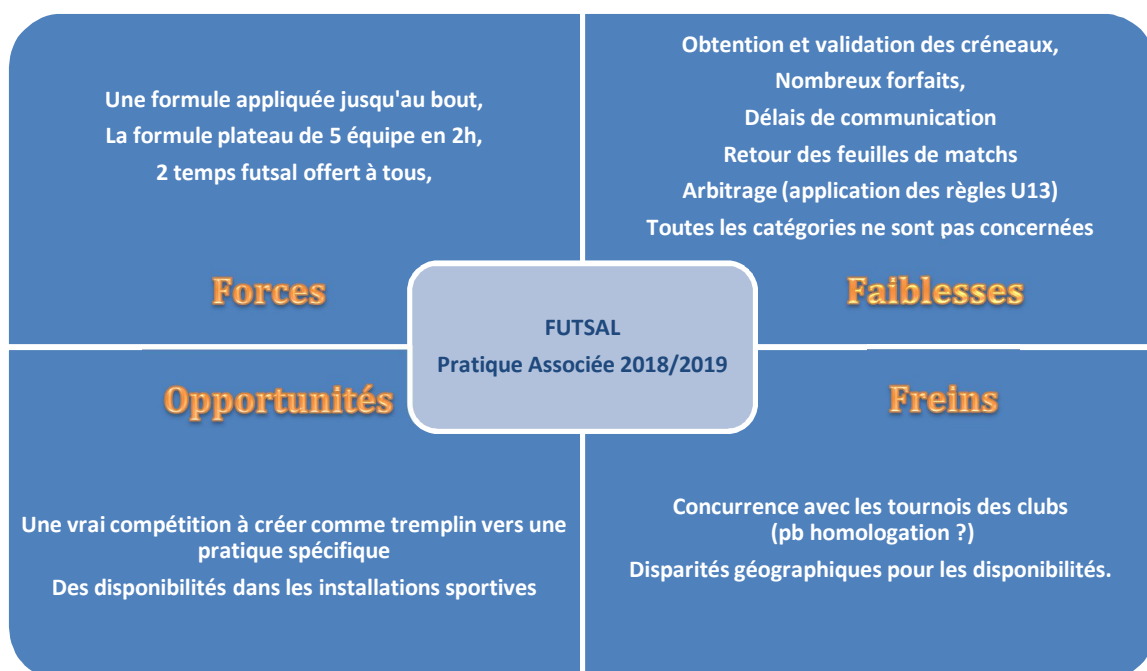 Une formule appliquée jusqu'au bout,
La formule plateau de 5 équipe en 2h,
2 temps futsal offert à tous,
Forces
Obtention et validation des créneaux,
Nombreux forfaits,
Délais de communication
Retour des feuilles de matchs
Arbitrage (application des règles U13)
Toutes les catégories ne sont pas concernées
Faiblesses
FUTSAL
Pratique Associée 2018/2019
Opportunités
Une vrai compétition à créer comme tremplin vers une
pratique spécifique
Des disponibilités dans les installations sportives
Freins
Concurrence avec les tournois des clubs
(pb homologation ?)
Disparités géographiques pour les disponibilités.